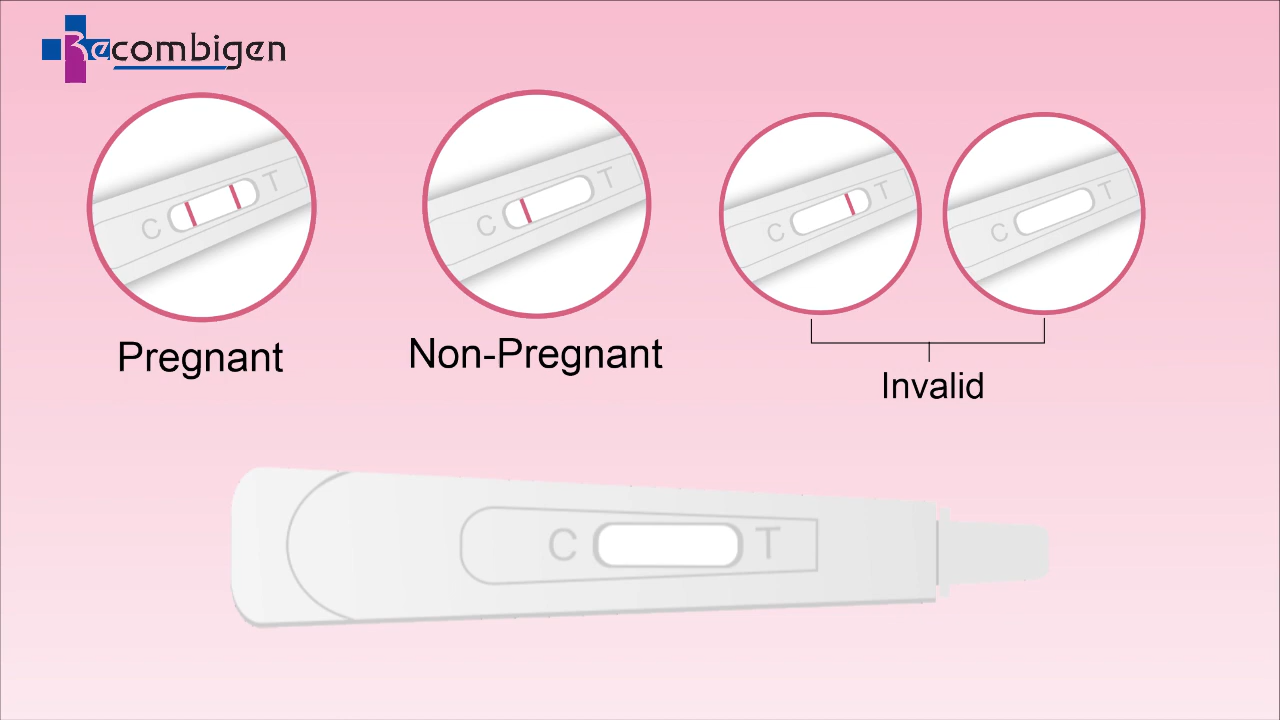 Recombigen
C T
C T
C T
C T
Pregnant
Non-Pregnant
Invalid
C T